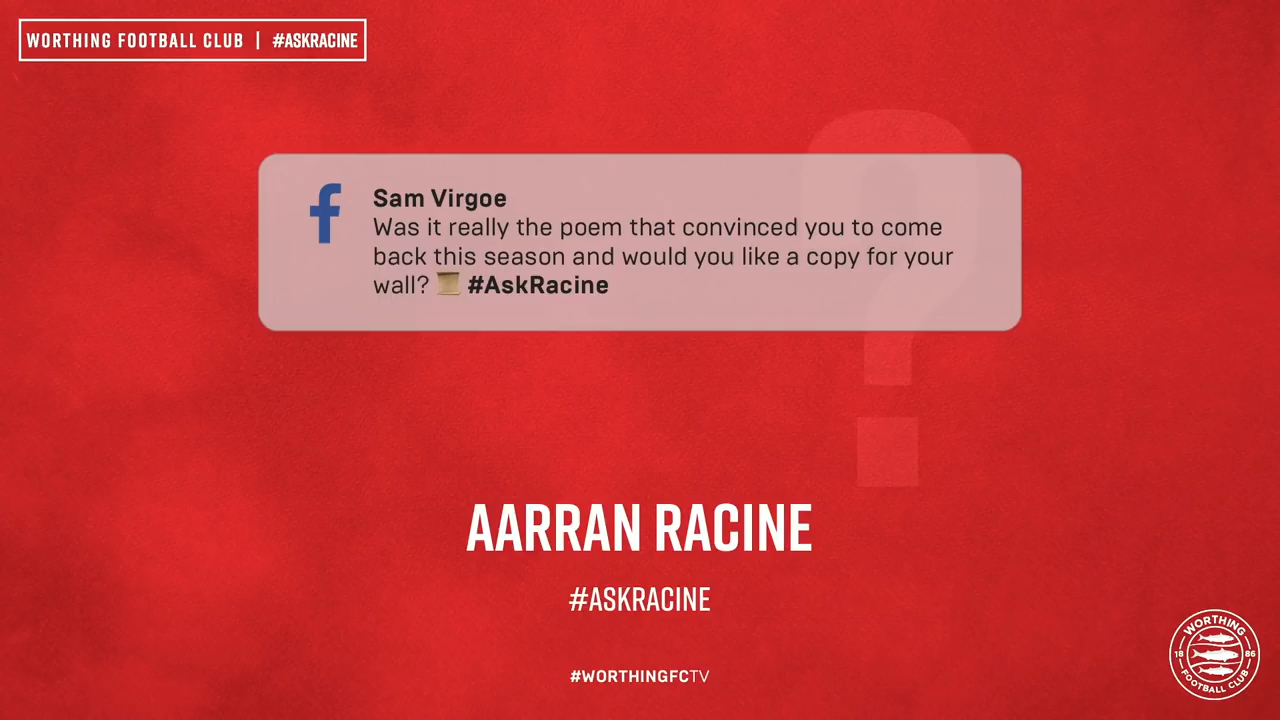 WORTHING FOOTBALL CLUB | #ASKRACINE
Sam Virgoe
Was it really the poem that convinced you to come
back this season and would you like a copy for your
wall? 📜 #AskRacine
AARRAN RACINE
#ASKRACINE
#WORTHINGFCTV
WORTHING
18 86
FOOTBALL CLUB